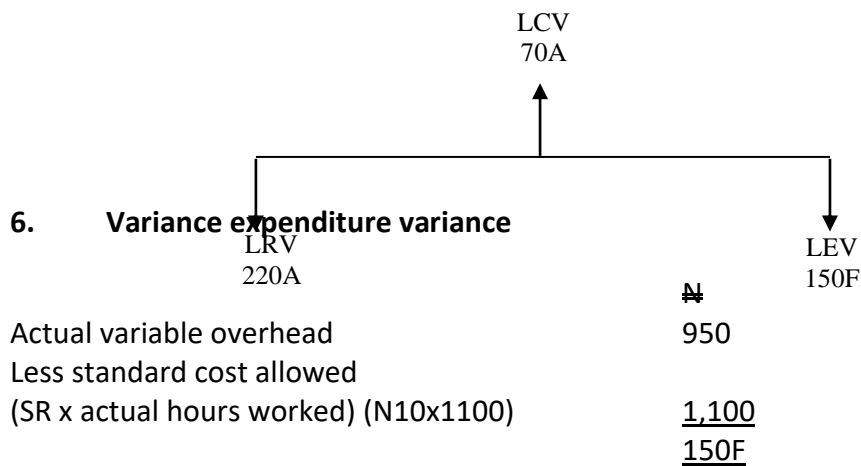 LCV
70A
6. Variance expenditure variance
LRV
220A
LEV
150F
₦
Actual variable overhead 950
Less standard cost allowed
(SR x actual hours worked) (N10x1100) 1,100
150F